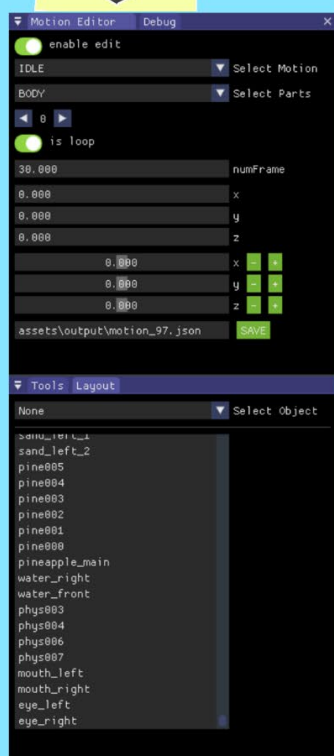 Motion Editor Debug ×
enable edit
IDLE Select Motion
BODY Select Parts
0
is loop
30.000 numFrame
0.000 x
0.000 y
0.000 z
0.000 x - +
0.000 y - +
0.000 z - +
assets\output\motion_97.json SAVE
Tools Layout
None Select Object
sand_left_1
sand_left_2
pine005
pine004
pine003
pine002
pine001
pine000
pineapple_main
water_right
water_front
phys003
phys004
phys006
phys007
mouth_left
mouth_right
eye_left
eye_right